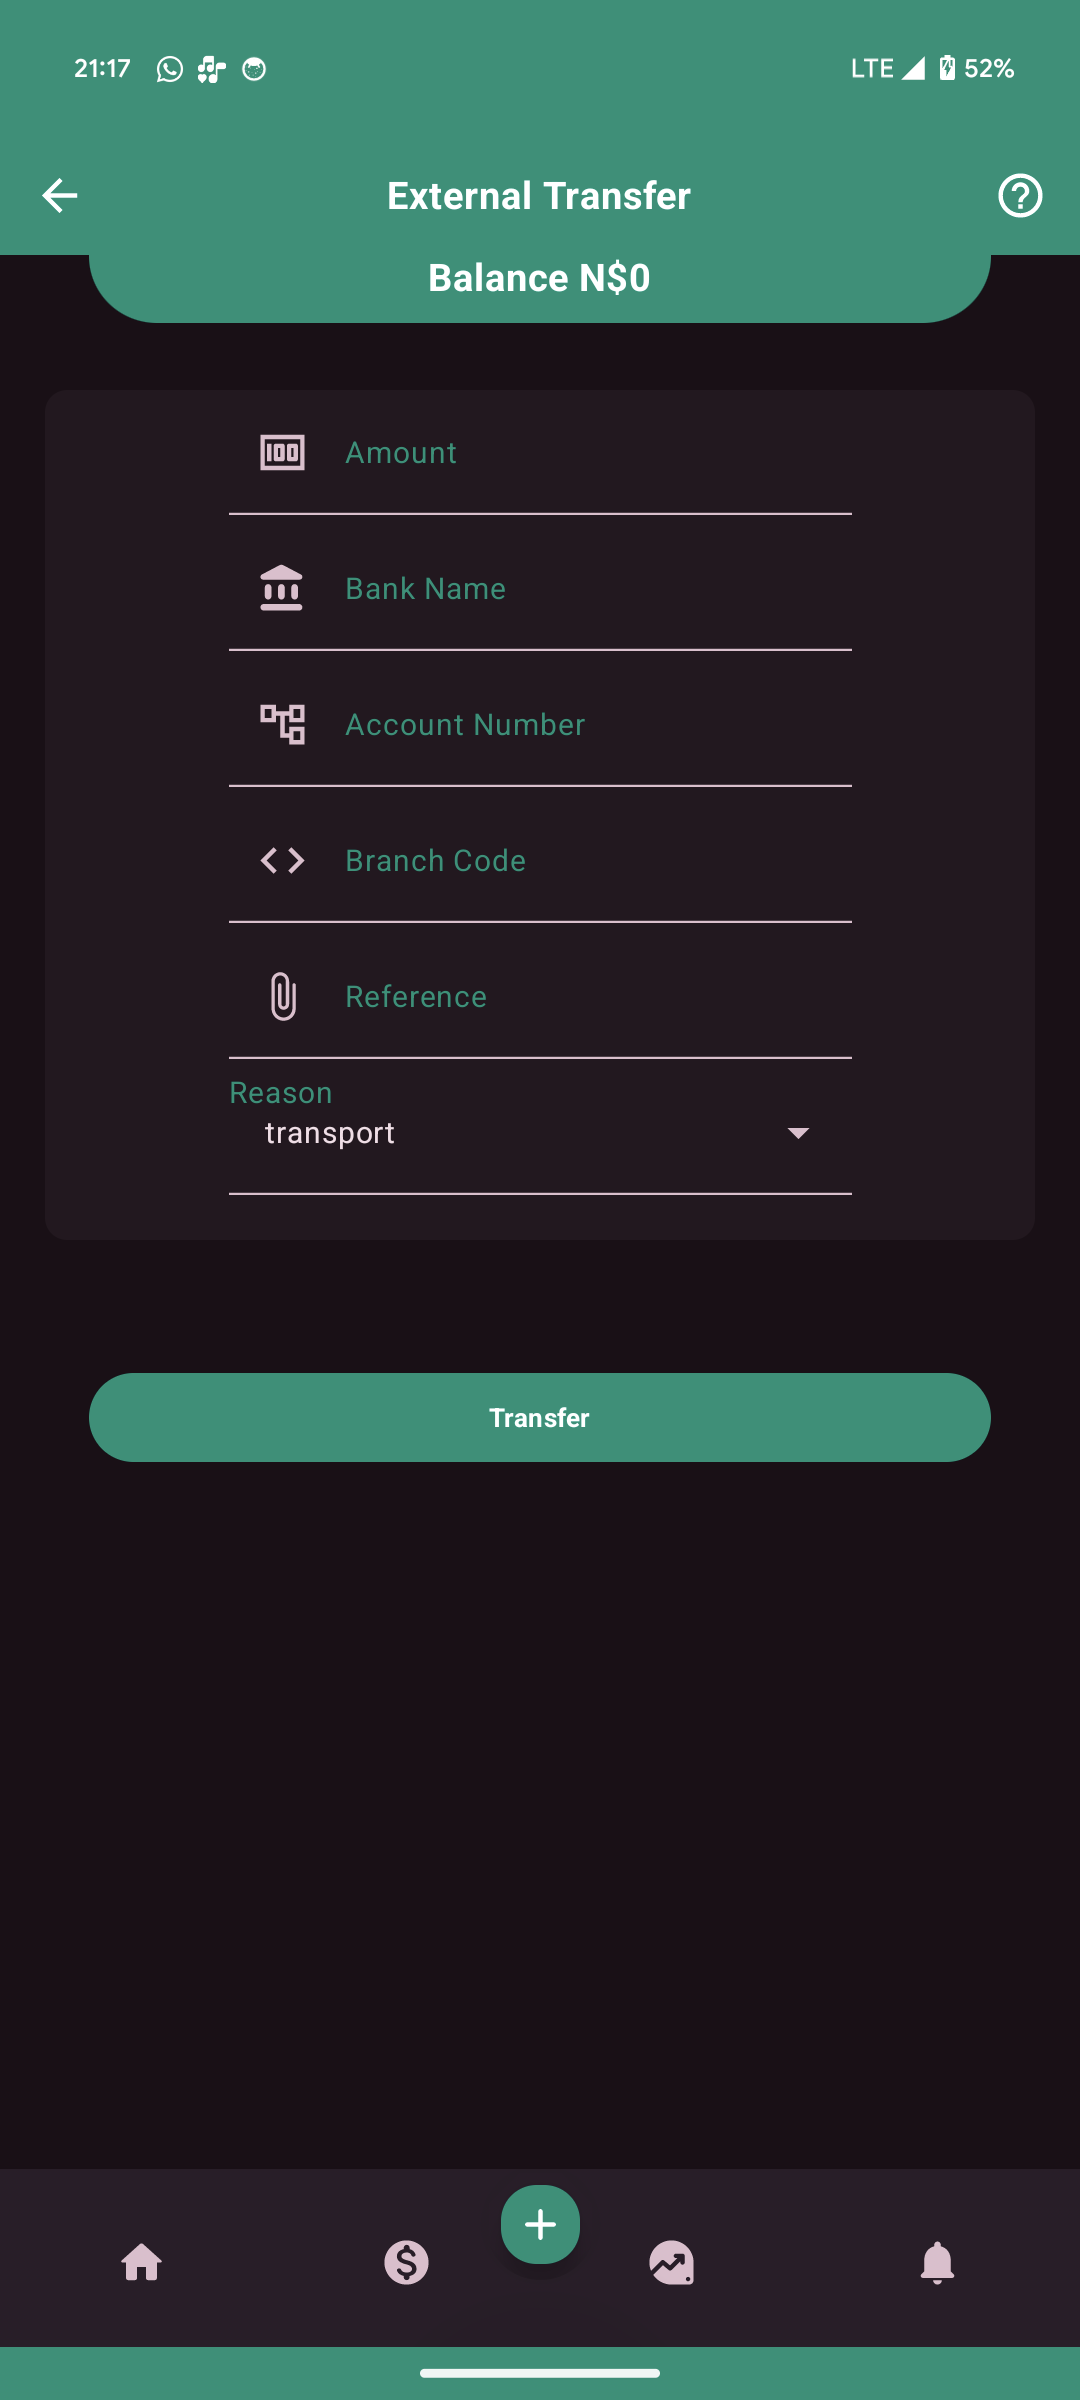 21:17
LTE 52%
External Transfer
Balance N$0
Amount
Bank Name
Account Number
Branch Code
Reference
Reason
transport
Transfer